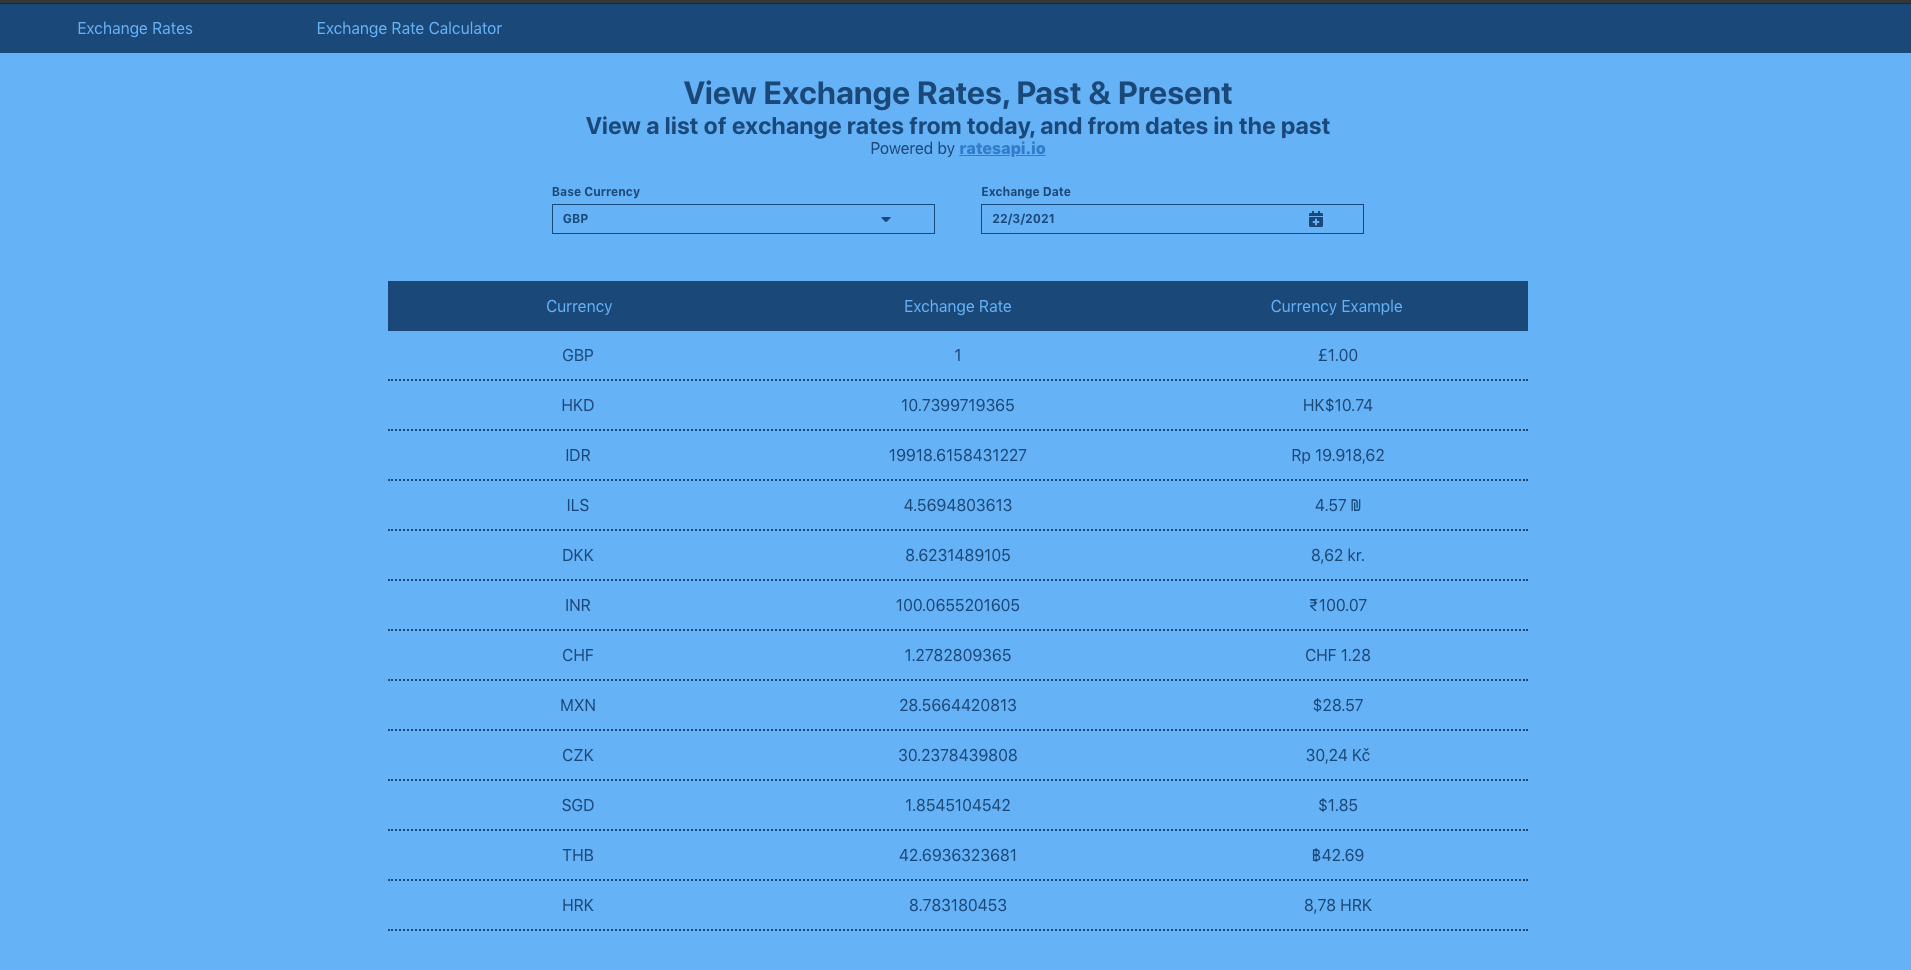 Exchange Rates Exchange Rate Calculator
View Exchange Rates, Past & Present
View a list of exchange rates from today, and from dates in the past
Powered by ratesapi.io
Base Currency Exchange Date
GBP 22/3/2021
Currency Exchange Rate Currency Example
GBP 1 £1.00
HKD 10.7399719365 HK$10.74
IDR 19918.6158431227 Rp 19.918,62
ILS 4.5694803613 4.57 ₪
DKK 8.6231489105 8,62 kr.
INR 100.0655201605 ₹100.07
CHF 1.2782809365 CHF 1.28
MXN 28.5664420813 $28.57
CZK 30.2378439808 30,24 Kč
SGD 1.8545104542 $1.85
THB 42.6936323681 ฿42.69
HRK 8.783180453 8,78 HRK